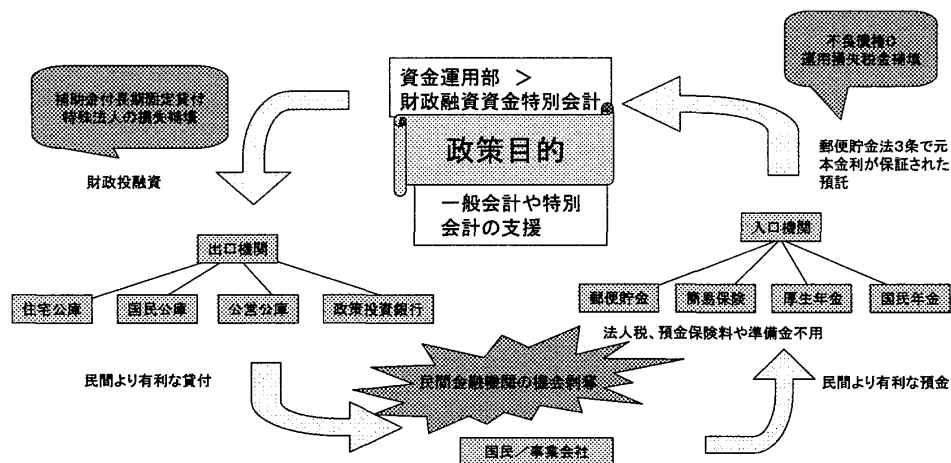 不良債権の
運用損失税金補填
資金運用部 >
財政融資資金特別会計
補助金付長期固定貸付
特殊法人の損失補填
政策目的
郵便貯金法3条で元
本金利が保証された
預託
財政投融資
一般会計や特別
会計の支援
出口機関
入口機関
住宅公庫
国民公庫
公営公庫
政策投資銀行
郵便貯金
簡易保険
厚生年金
国民年金
法人税、預金保険料や準備金不用
民間より有利な貸付
民間金融機関の機会剥奪
民間より有利な預金
国民/事業会社